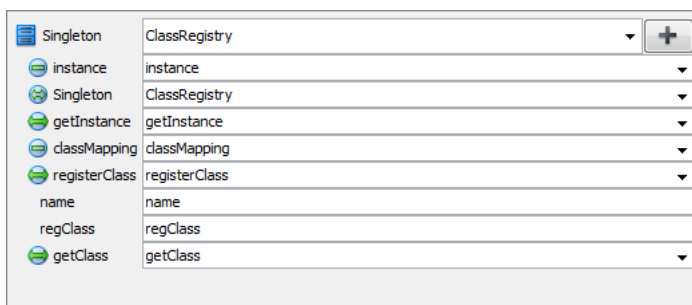 Singleton ClassRegistry
instance instance
Singleton ClassRegistry
getInstance getInstance
classMapping classMapping
registerClass registerClass
name name
regClass regClass
getClass getClass